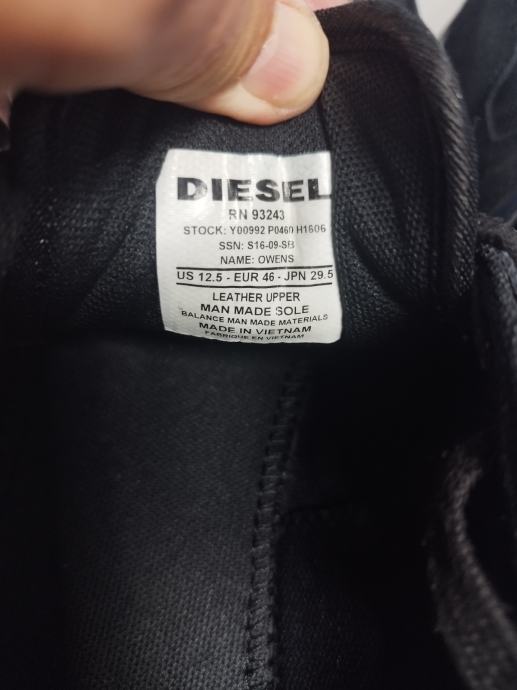 DIESEL
RN 93243
STOCK: Y00992 P0460 H1606
SSN: S16-09-SB
NAME: OWENS
US 12.5 - EUR 46 - JPN 29.5
LEATHER UPPER
MAN MADE SOLE
BALANCE MAN MADE MATERIALS
MADE IN VIETNAM
FABRIQUE EN VIETNAM